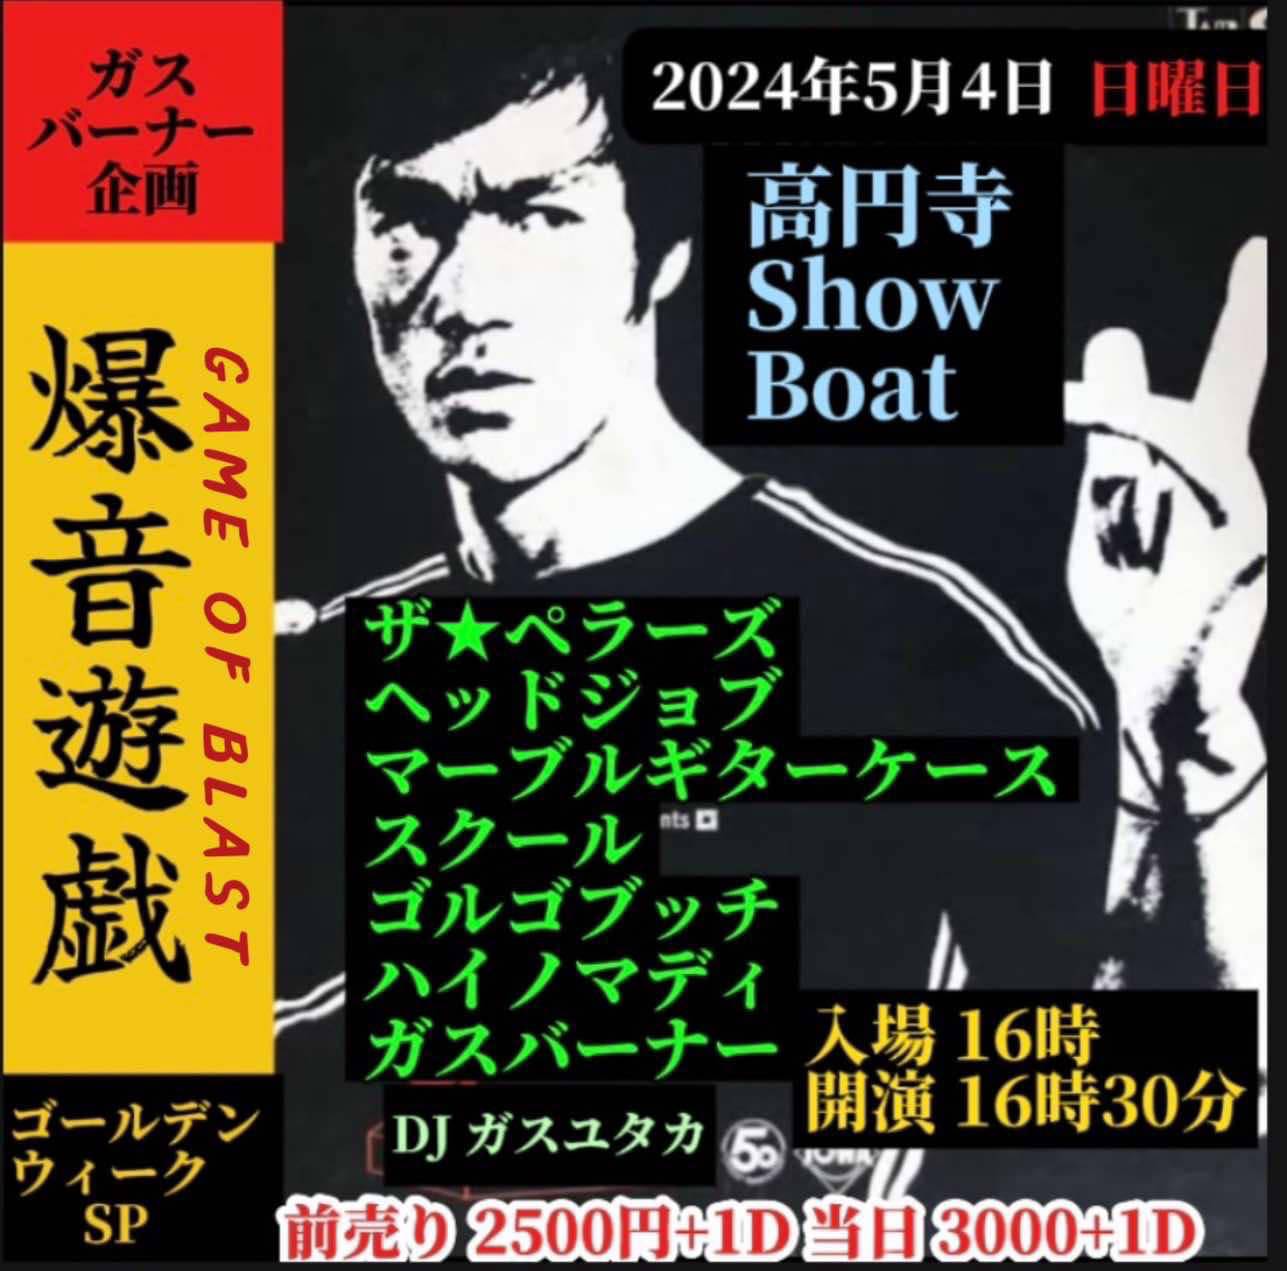 ガス
バーナー
企画
爆音遊戯
GAME OF BLAST
ゴールデン
ウィーク
SP
2024年5月4日 日曜日
高円寺
Show
Boat
ザ★ペラーズ
ヘッドジョブ
マーブルギターケース
スクール
ゴルゴブッチ
ハイノマディ
ガスバーナー
入場 16時
開演 16時30分
DJ ガスユタカ
前売り 2500円+1D 当日 3000+1D